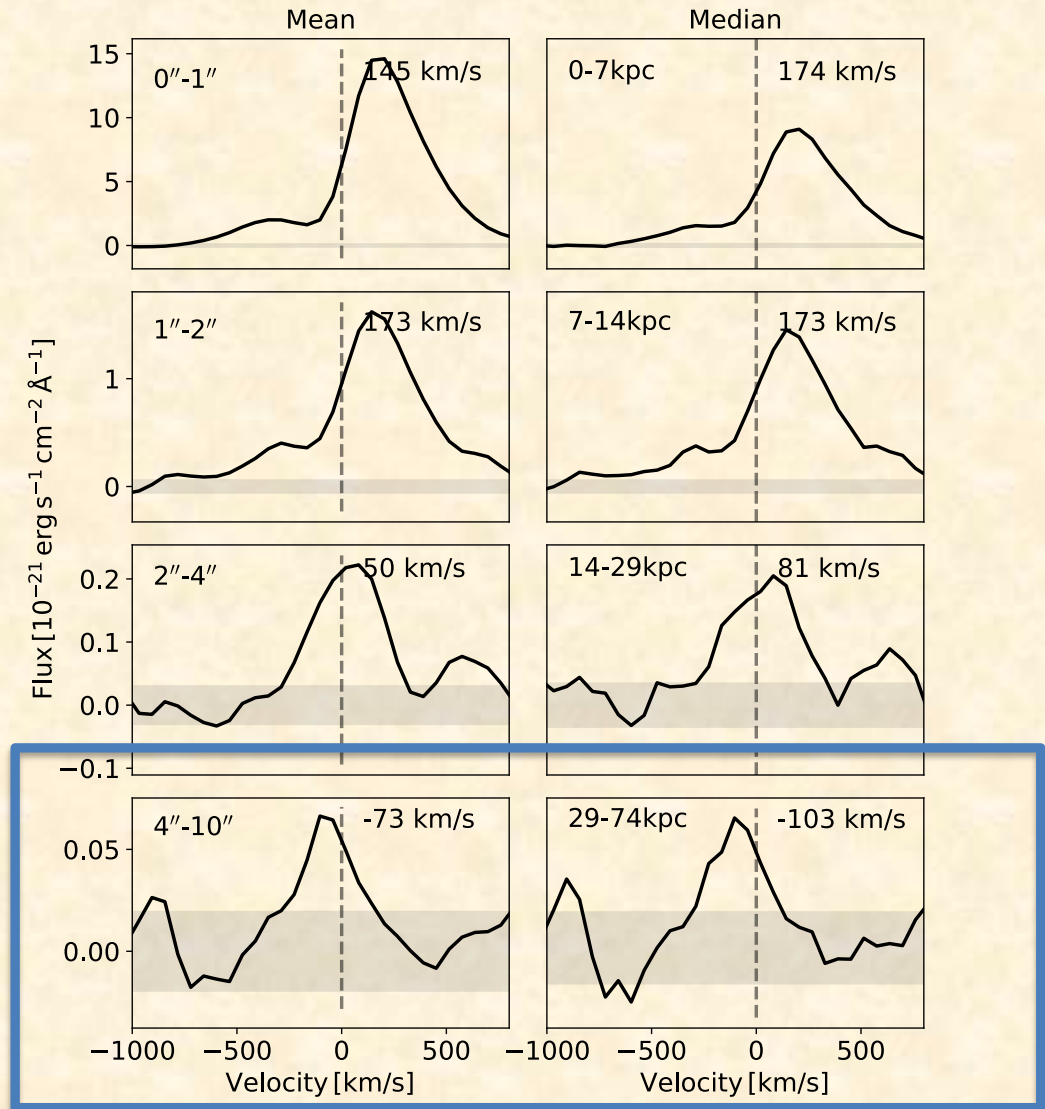 Mean Median
15
10
5
0
0″-1″ 145 km/s
0-7kpc 174 km/s
1
0
1″-2″ 173 km/s
7-14kpc 173 km/s
Flux [10⁻²¹ erg s⁻¹ cm⁻² Å⁻¹]
0.2
0.1
0.0
−0.1
2″-4″ 50 km/s
14-29kpc 81 km/s
0.05
0.00
4″-10″ -73 km/s
29-74kpc -103 km/s
−1000 −500 0 500 −1000 −500 0 500
Velocity [km/s] Velocity [km/s]